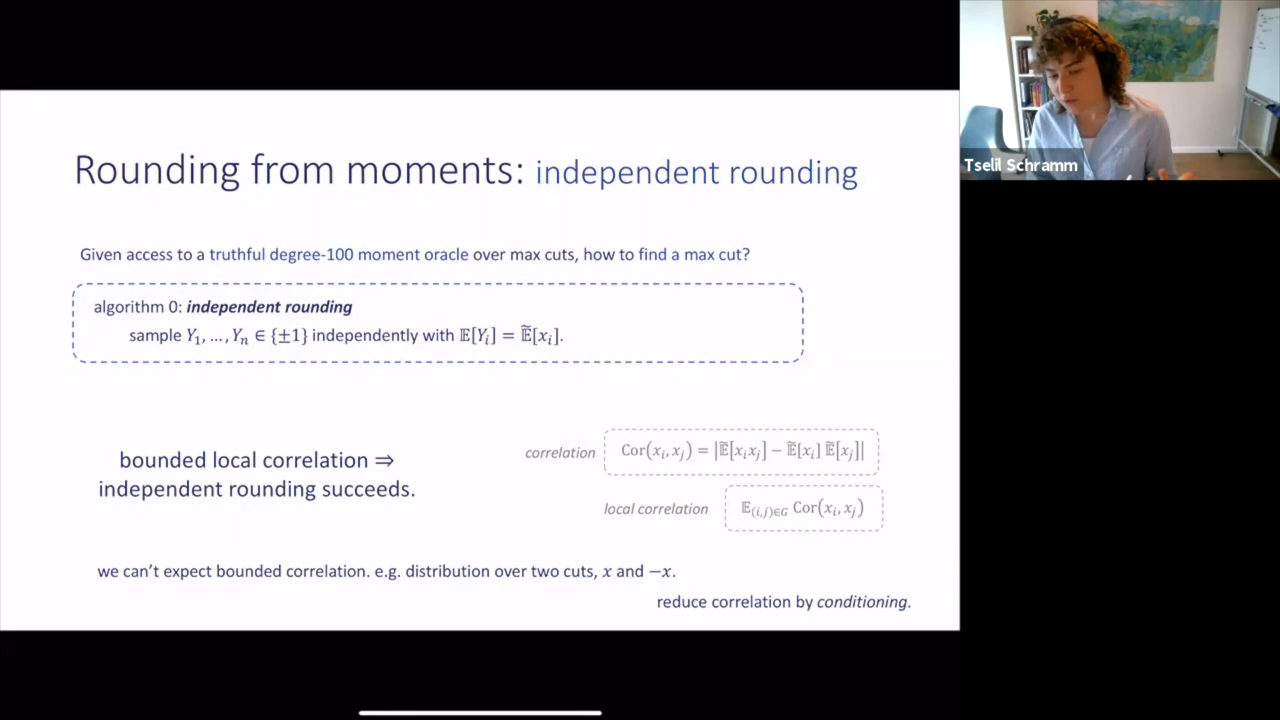 Rounding from moments: independent rounding
Given access to a truthful degree-100 moment oracle over max cuts, how to find a max cut?
algorithm 0: independent rounding
sample Y₁, …, Yₙ ∈ {±1} independently with 𝔼[Yᵢ] = 𝔼̃[xᵢ].
bounded local correlation ⇒
independent rounding succeeds.
correlation Cor(xᵢ, xⱼ) = |𝔼̃[xᵢxⱼ] − 𝔼̃[xᵢ] 𝔼̃[xⱼ]|
local correlation 𝔼₍ᵢ,ⱼ₎∈G Cor(xᵢ, xⱼ)
we can't expect bounded correlation. e.g. distribution over two cuts, x and −x.
reduce correlation by conditioning.
Tselil Schramm